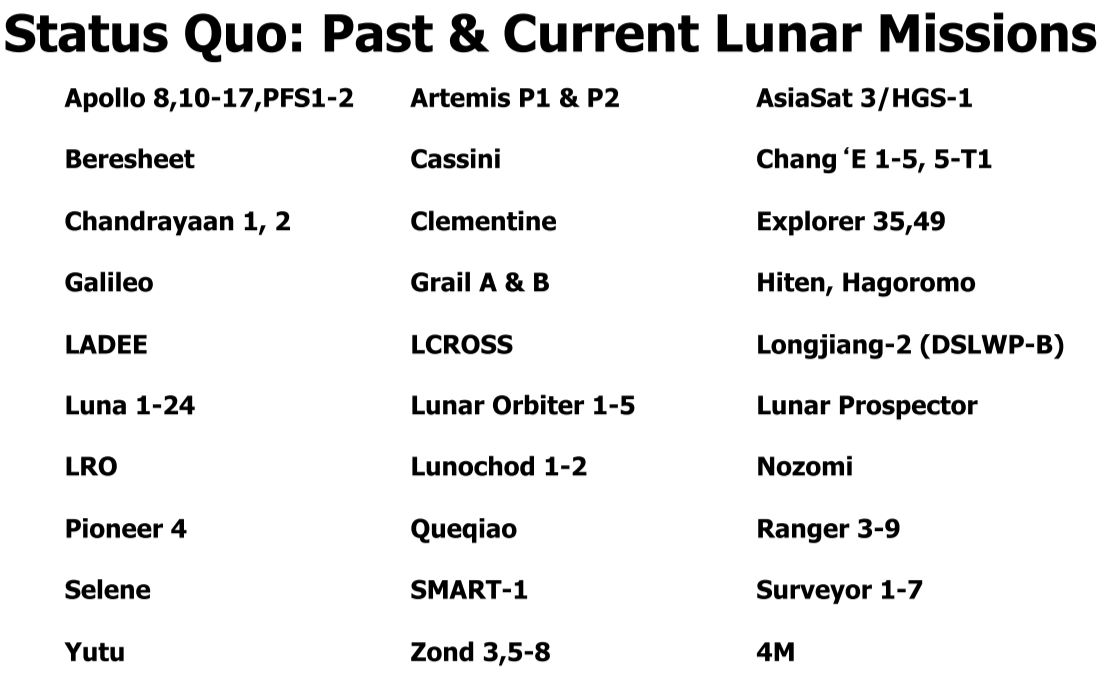 Status Quo: Past & Current Lunar Missions
Apollo 8,10-17,PFS1-2 Artemis P1 & P2 AsiaSat 3/HGS-1
Beresheet Cassini Chang ‘E 1-5, 5-T1
Chandrayaan 1, 2 Clementine Explorer 35,49
Galileo Grail A & B Hiten, Hagoromo
LADEE LCROSS Longjiang-2 (DSLWP-B)
Luna 1-24 Lunar Orbiter 1-5 Lunar Prospector
LRO Lunochod 1-2 Nozomi
Pioneer 4 Queqiao Ranger 3-9
Selene SMART-1 Surveyor 1-7
Yutu Zond 3,5-8 4M